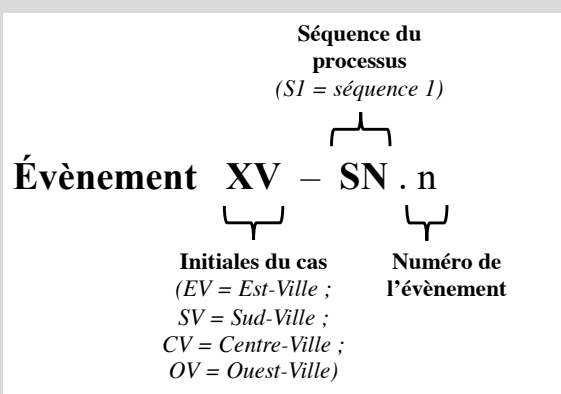 Séquence du
processus
(S1 = séquence 1)
Évènement XV – SN . n
Initiales du cas
(EV = Est-Ville ;
SV = Sud-Ville ;
CV = Centre-Ville ;
OV = Ouest-Ville)
Numéro de
l’évènement